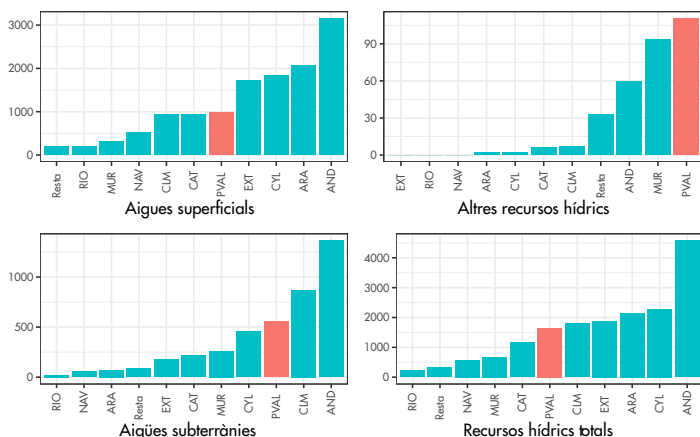 3000
2000
1000
0
Resta RIO MUR NAV CLM CAT PVAL EXT CYL ARA AND
Aigues superficials
90
60
30
0
EXT RIO NAV ARA CYL CAT CLM Resta AND MUR PVAL
Altres recursos hídrics
1000
500
0
RIO NAV ARA Resta EXT CAT MUR CYL PVAL CLM AND
Aigües subterrànies
4000
3000
2000
1000
0
RIO Resta NAV MUR CAT PVAL CLM EXT ARA CYL AND
Recursos hídrics totals